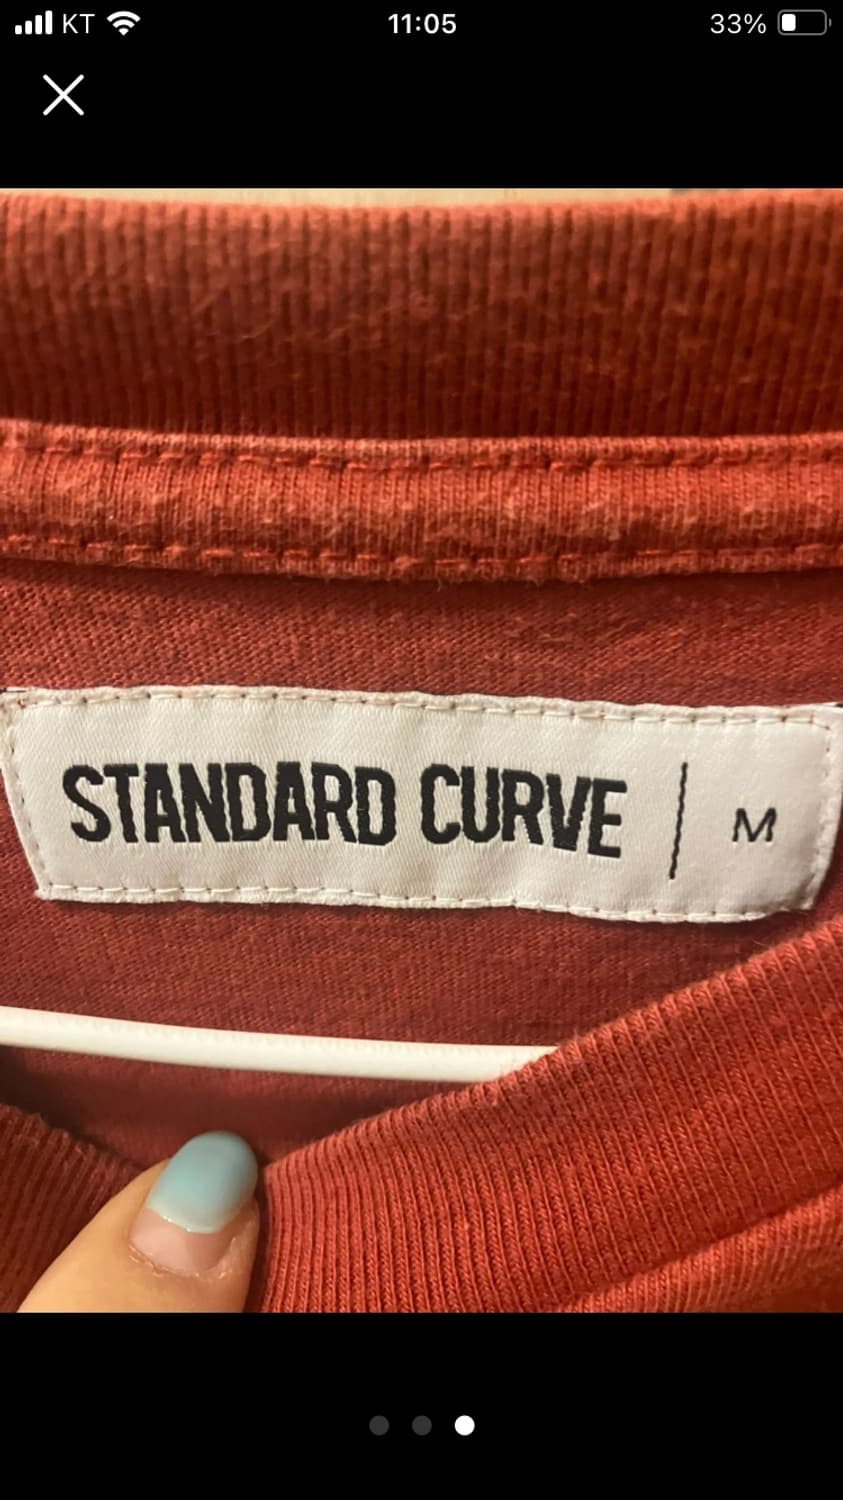 KT 11:05 33%
STANDARD CURVE | M